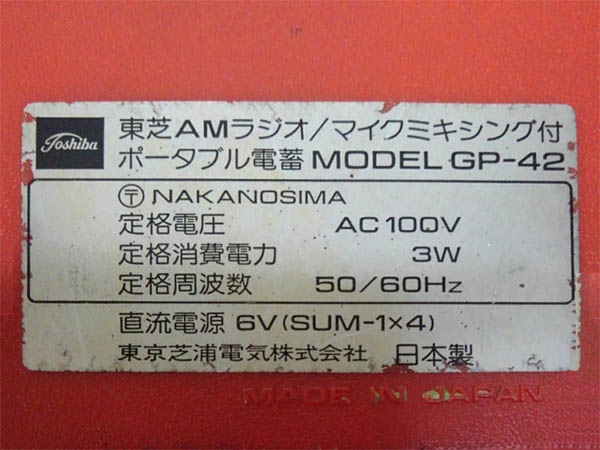 Toshiba
東芝AMラジオ/マイクミキシング付
ポータブル電蓄 MODEL GP-42
〒 NAKANOSIMA
定格電圧 AC 100V
定格消費電力 3W
定格周波数 50/60Hz
直流電源 6V (SUM-1×4)
東京芝浦電気株式会社 日本製
MADE IN JAPAN